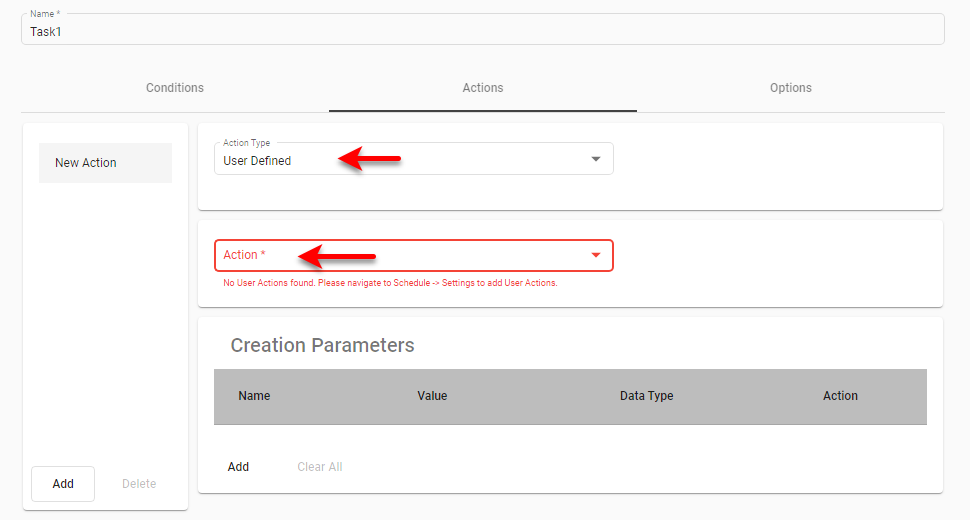 Name *
Task1
Conditions
Actions
Options
New Action
Action Type
User Defined
Action *
No User Actions found. Please navigate to Schedule -> Settings to add User Actions.
Creation Parameters
Name Value Data Type Action
Add Clear All
Add Delete